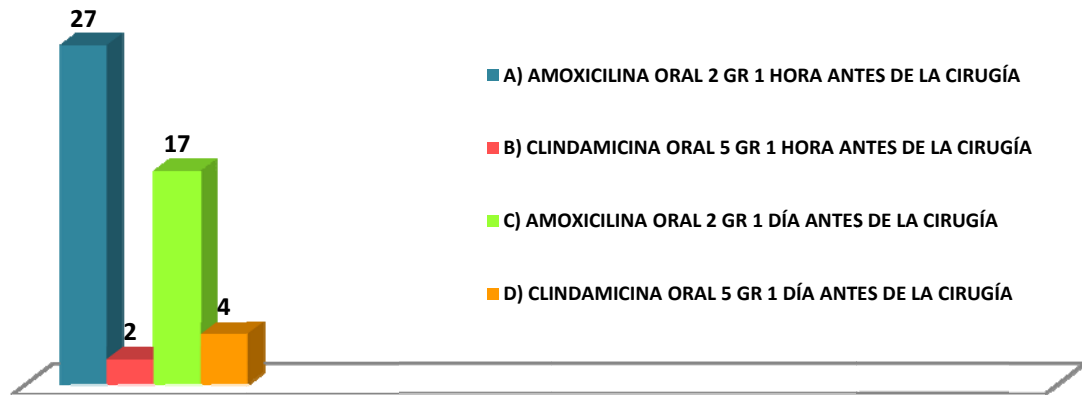 27
17
2
4
A) AMOXICILINA ORAL 2 GR 1 HORA ANTES DE LA CIRUGÍA
B) CLINDAMICINA ORAL 5 GR 1 HORA ANTES DE LA CIRUGÍA
C) AMOXICILINA ORAL 2 GR 1 DÍA ANTES DE LA CIRUGÍA
D) CLINDAMICINA ORAL 5 GR 1 DÍA ANTES DE LA CIRUGÍA